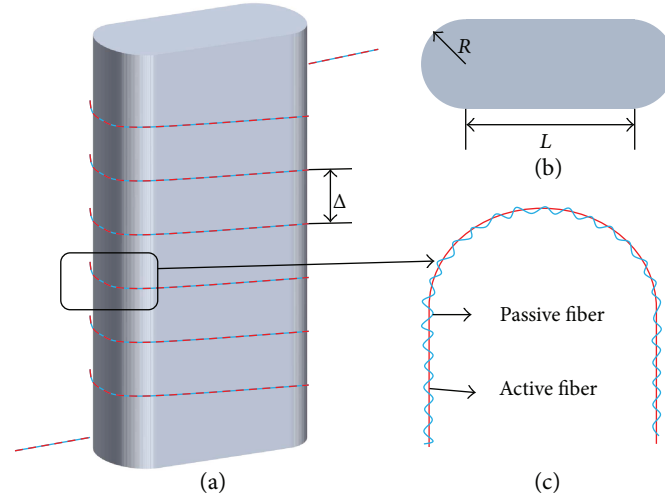 R
L
(b)
Δ
Passive fiber
Active fiber
(a)
(c)